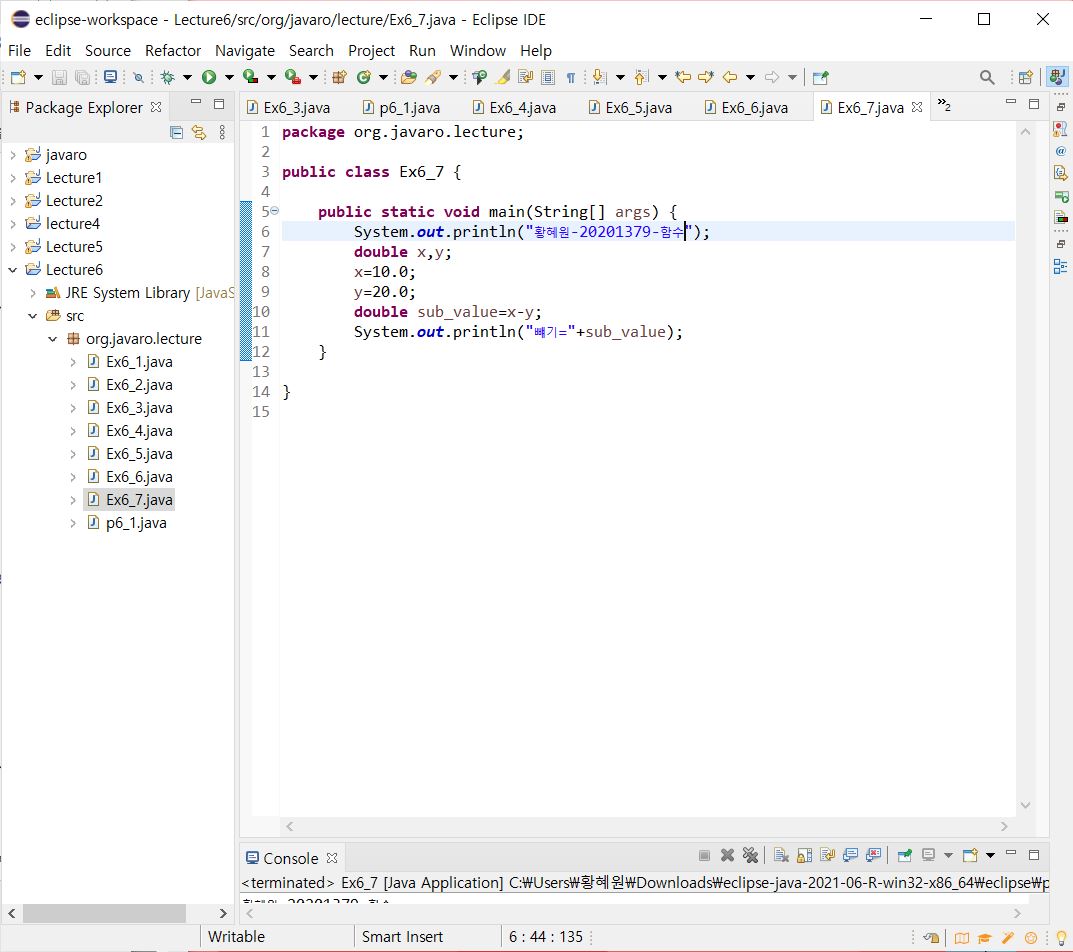 eclipse-workspace - Lecture6/src/org/javaro/lecture/Ex6_7.java - Eclipse IDE
File Edit Source Refactor Navigate Search Project Run Window Help
Package Explorer
javaro
Lecture1
Lecture2
lecture4
Lecture5
Lecture6
JRE System Library [JavaS
src
org.javaro.lecture
Ex6_1.java
Ex6_2.java
Ex6_3.java
Ex6_4.java
Ex6_5.java
Ex6_6.java
Ex6_7.java
p6_1.java
Ex6_3.java p6_1.java Ex6_4.java Ex6_5.java Ex6_6.java Ex6_7.java »2
1 package org.javaro.lecture;
2
3 public class Ex6_7 {
4
5 public static void main(String[] args) {
6 System.out.println("황혜원-20201379-함수");
7 double x,y;
8 x=10.0;
9 y=20.0;
10 double sub_value=x-y;
11 System.out.println("빼기="+sub_value);
12 }
13
14 }
15
Console
<terminated> Ex6_7 [Java Application] C:₩Users₩황혜원₩Downloads₩eclipse-java-2021-06-R-win32-x86_64₩eclipse₩p
황혜원-20201379-함수
Writable Smart Insert 6 : 44 : 135